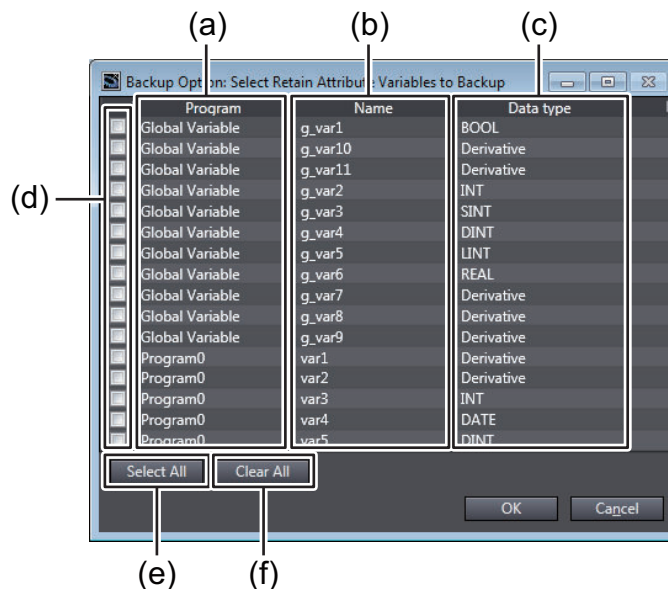 (a) (b) (c)
Backup Option: Select Retain Attribute Variables to Backup
Program Name Data type
Global Variable g_var1 BOOL
Global Variable g_var10 Derivative
Global Variable g_var11 Derivative
(d)
Global Variable g_var2 INT
Global Variable g_var3 SINT
Global Variable g_var4 DINT
Global Variable g_var5 LINT
Global Variable g_var6 REAL
Global Variable g_var7 Derivative
Global Variable g_var8 Derivative
Global Variable g_var9 Derivative
Program0 var1 Derivative
Program0 var2 Derivative
Program0 var3 INT
Program0 var4 DATE
Program0 var5 DINT
Select All Clear All
OK Cancel
(e) (f)